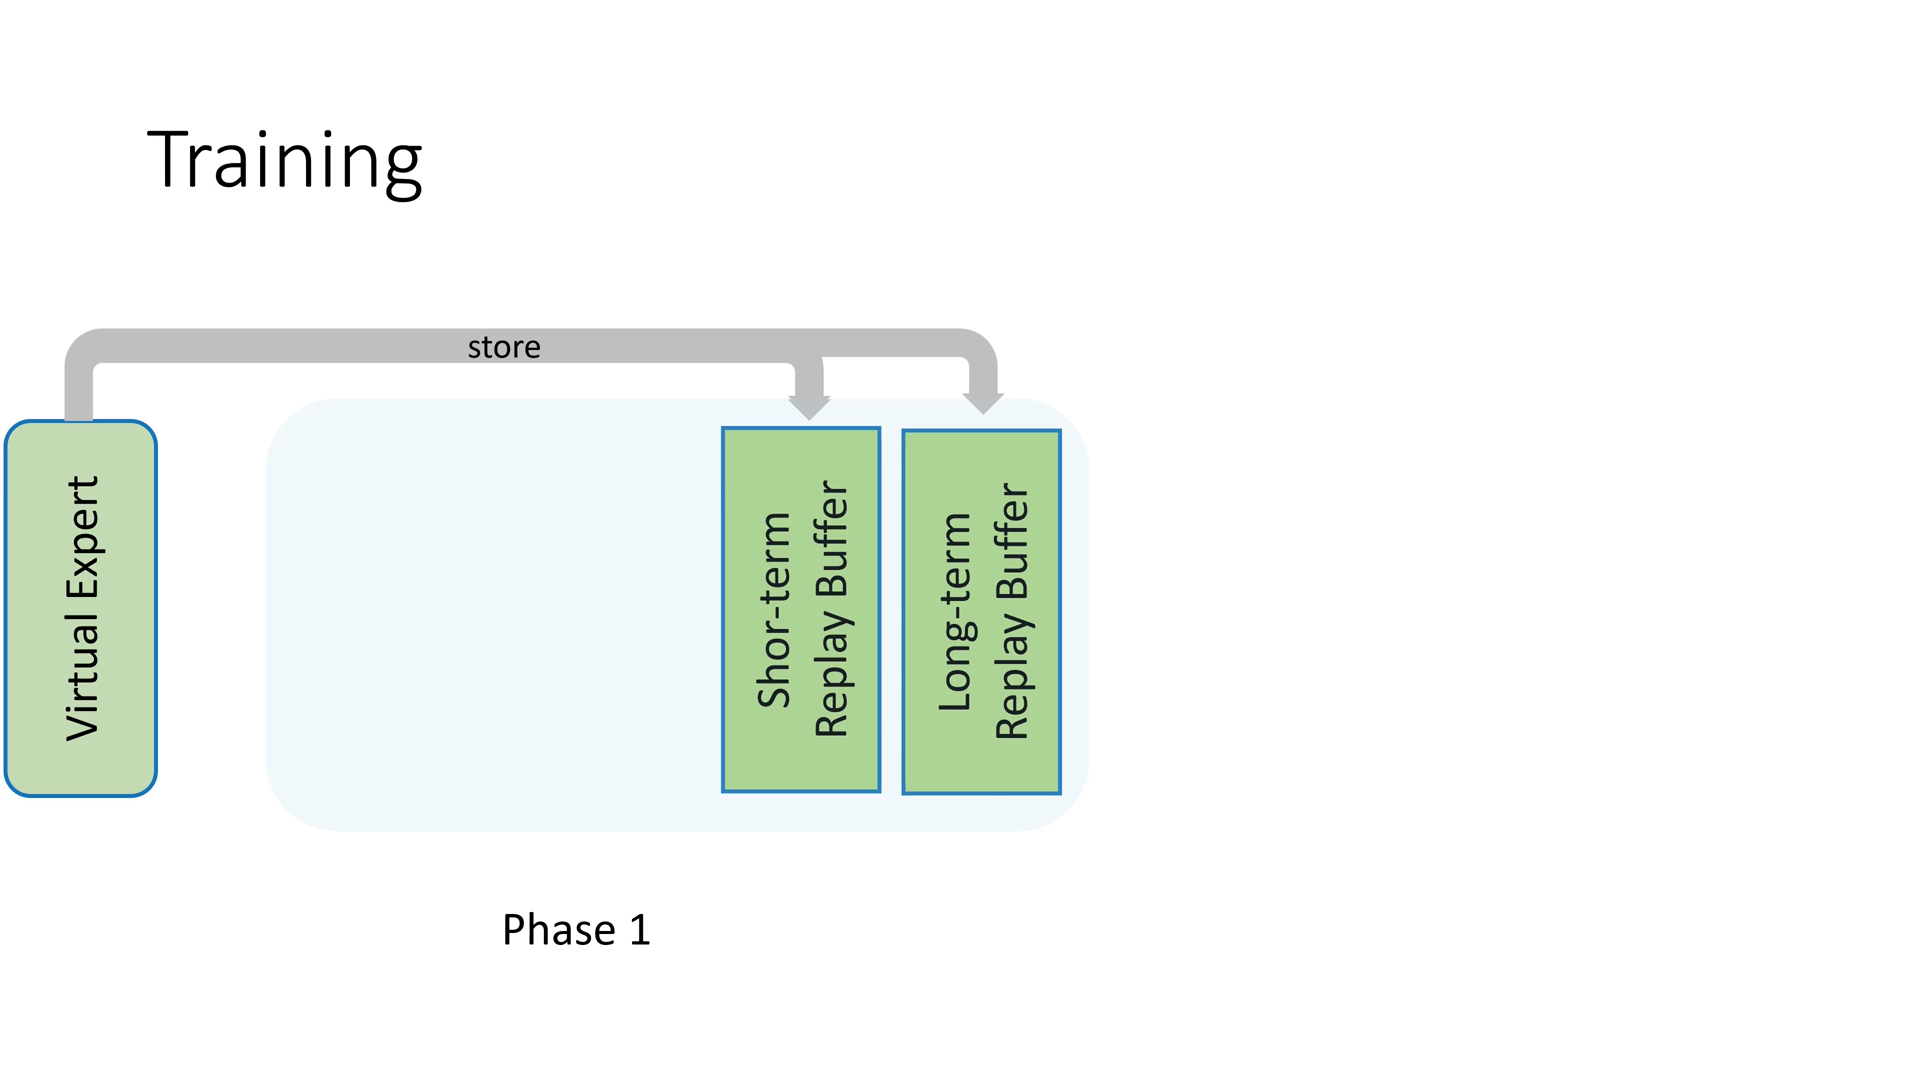 Training
store
Virtual Expert
Shor-term
Replay Buffer
Long-term
Replay Buffer
Phase 1